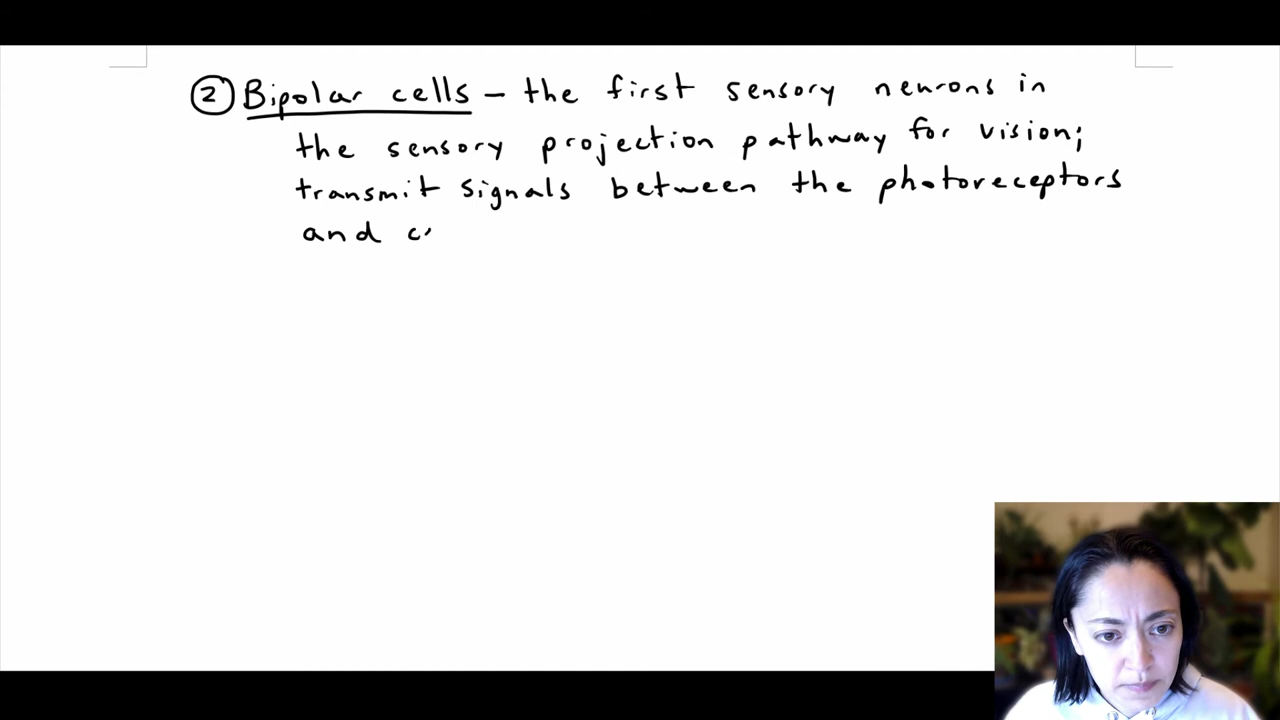 ② Bipolar cells – the first sensory neurons in
the sensory projection pathway for vision;
transmit signals between the photoreceptors
and